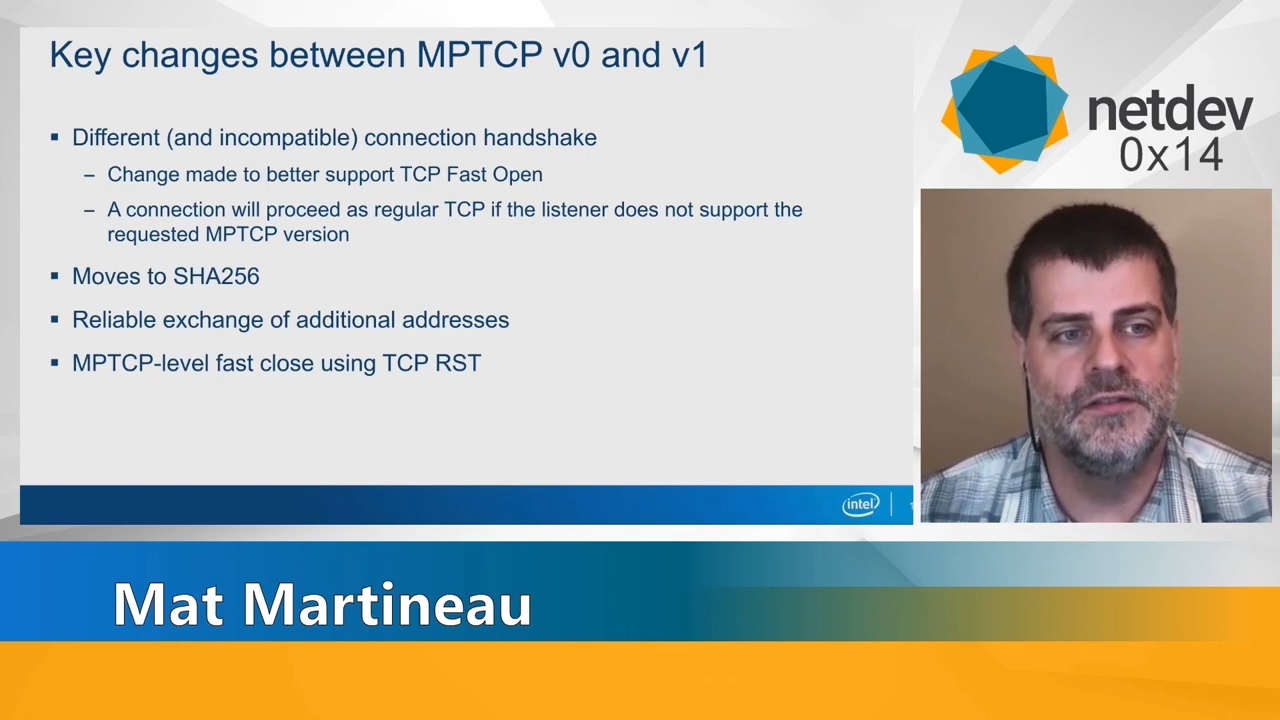 Key changes between MPTCP v0 and v1
▪ Different (and incompatible) connection handshake
– Change made to better support TCP Fast Open
– A connection will proceed as regular TCP if the listener does not support the
requested MPTCP version
▪ Moves to SHA256
▪ Reliable exchange of additional addresses
▪ MPTCP-level fast close using TCP RST
intel
netdev
0x14
Mat Martineau